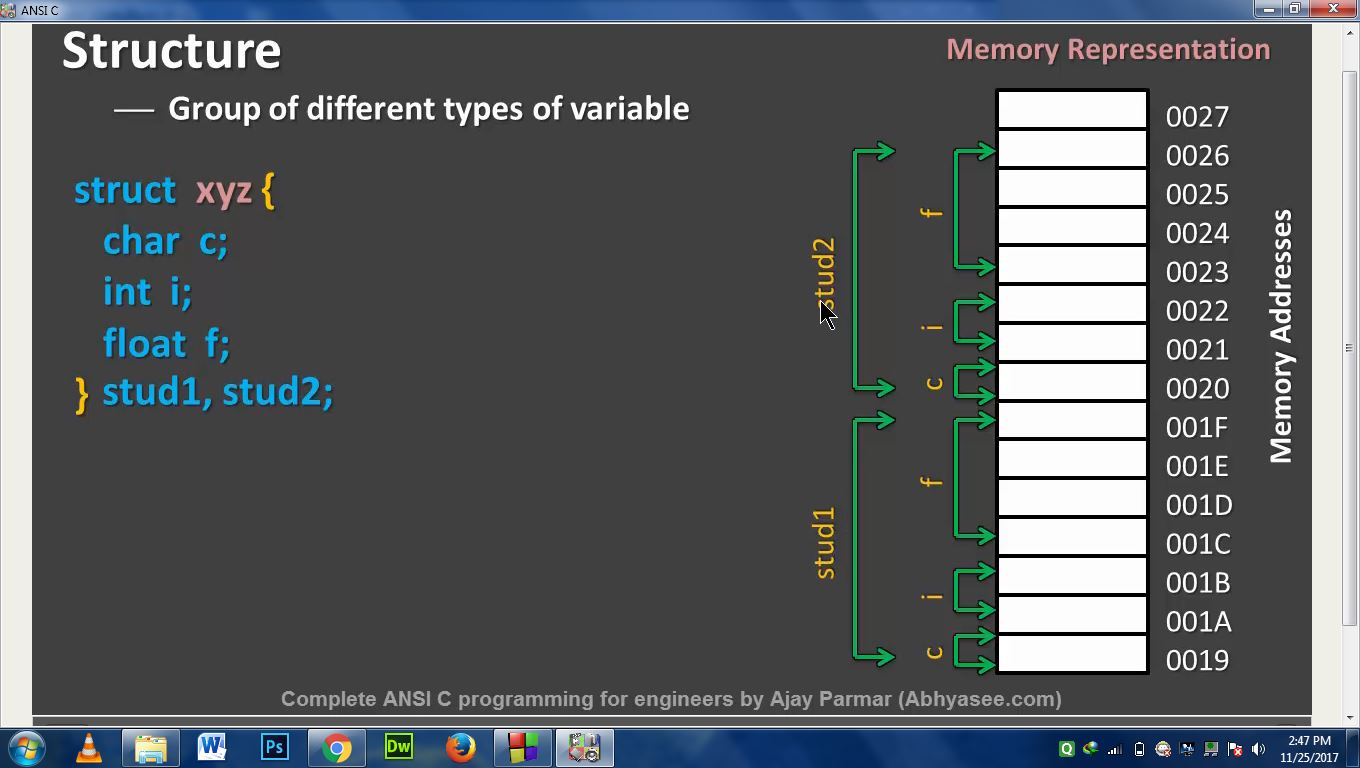 ANSI C
Structure
Memory Representation
— Group of different types of variable
struct xyz {
char c;
int i;
float f;
} stud1, stud2;
stud2
f
i
c
stud1
f
i
c
0027
0026
0025
0024
0023
0022
0021
0020
001F
001E
001D
001C
001B
001A
0019
Memory Addresses
Complete ANSI C programming for engineers by Ajay Parmar (Abhyasee.com)
W
Ps
Dw
Q
2:47 PM
11/25/2017